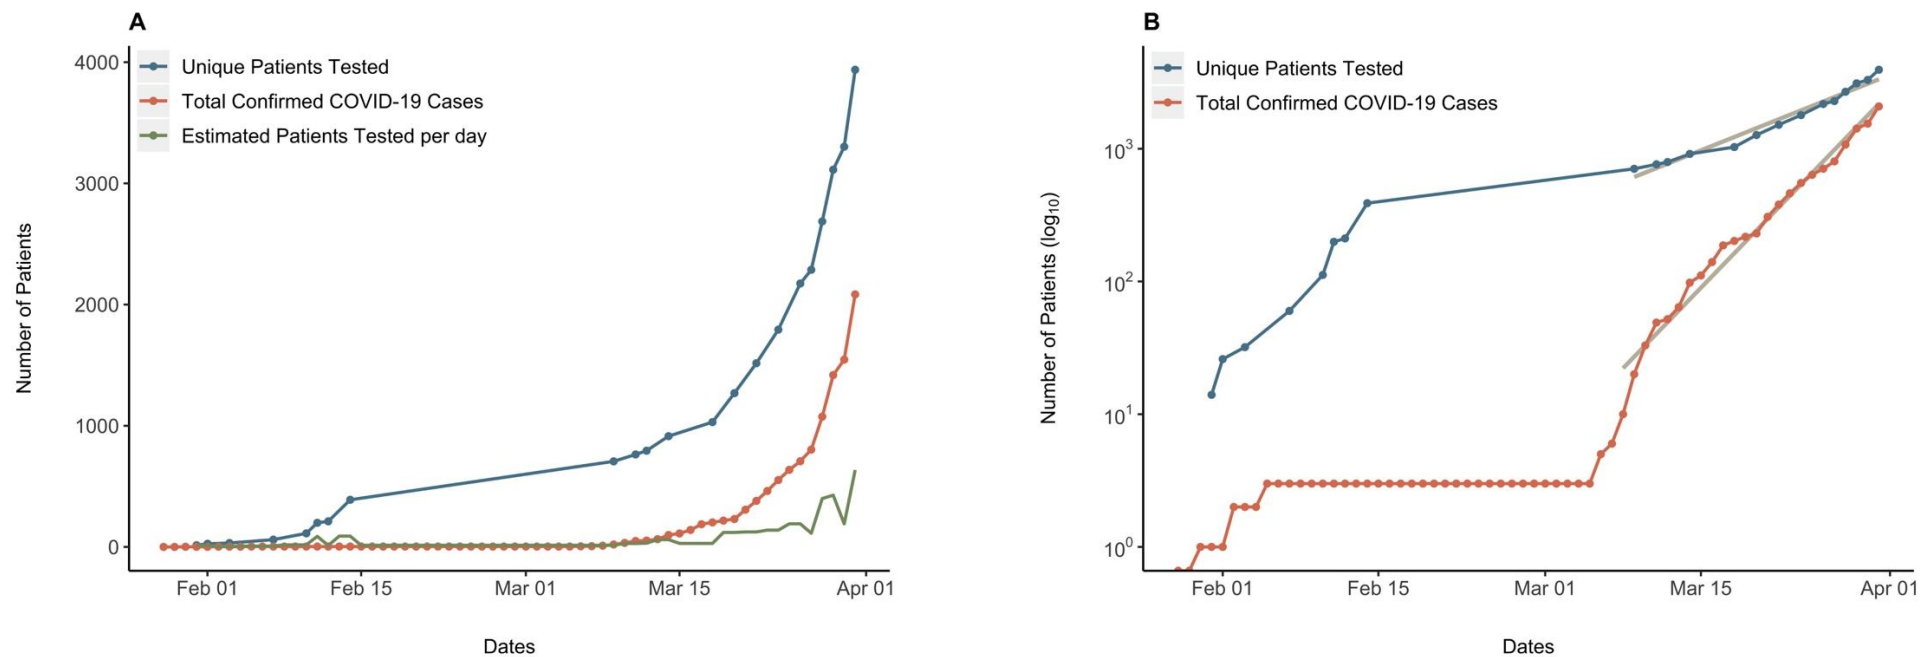 A
Number of Patients
4000
3000
2000
1000
0
Unique Patients Tested
Total Confirmed COVID-19 Cases
Estimated Patients Tested per day
Feb 01 Feb 15 Mar 01 Mar 15 Apr 01
Dates
B
Number of Patients (log₁₀)
10³
10²
10¹
10⁰
Unique Patients Tested
Total Confirmed COVID-19 Cases
Feb 01 Feb 15 Mar 01 Mar 15 Apr 01
Dates